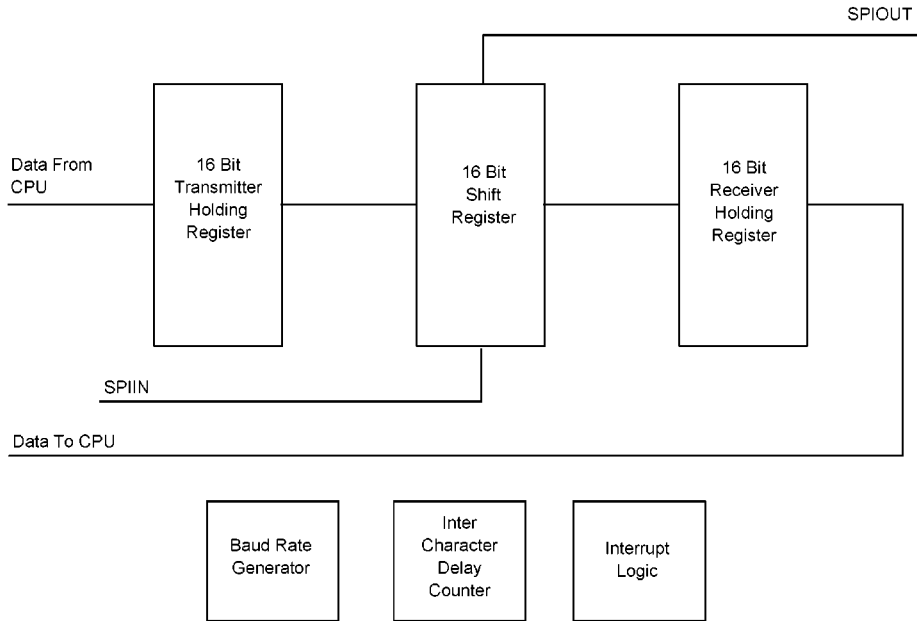 SPIOUT
Data From
CPU
16 Bit
Transmitter
Holding
Register
16 Bit
Shift
Register
16 Bit
Receiver
Holding
Register
SPIIN
Data To CPU
Baud Rate
Generator
Inter
Character
Delay
Counter
Interrupt
Logic